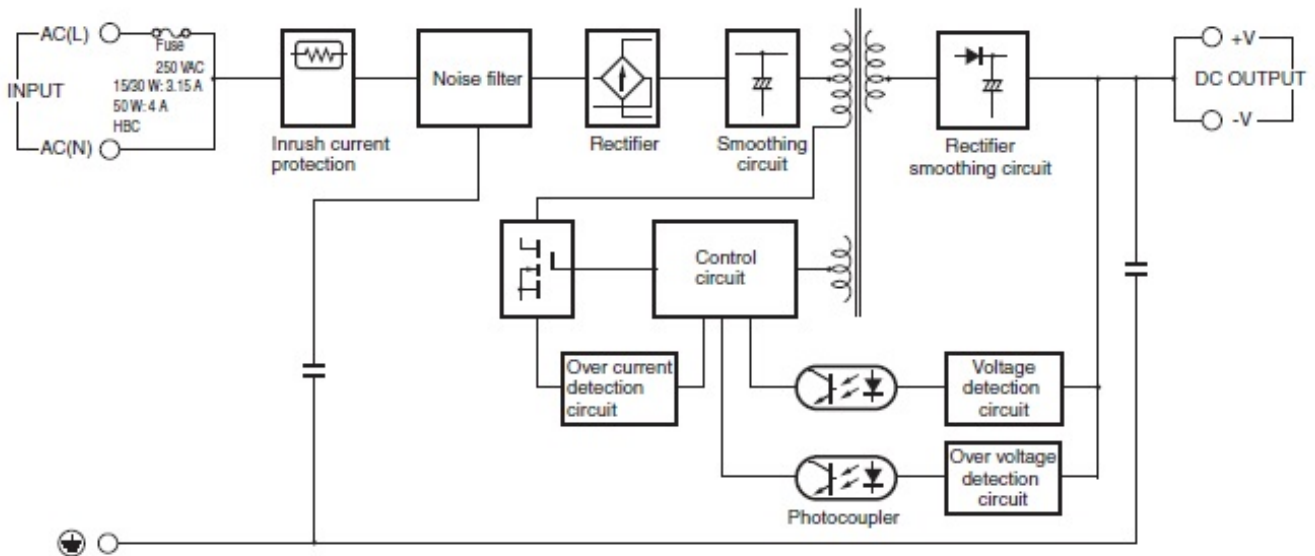 AC(L)
Fuse
250 VAC
15/30 W: 3.15 A
50 W: 4 A
HBC
INPUT
AC(N)
Inrush current
protection
Noise filter
Rectifier
Smoothing
circuit
Rectifier
smoothing circuit
+V
DC OUTPUT
-V
Control
circuit
Over current
detection
circuit
Voltage
detection
circuit
Over voltage
detection
circuit
Photocoupler